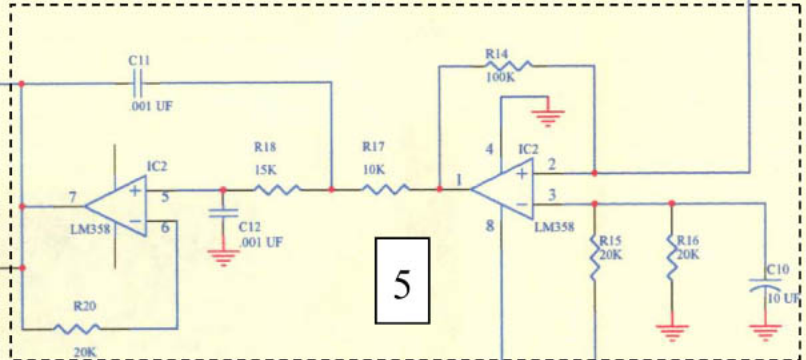 C11
.001 UF
R14
100K
R18
15K
R17
10K
IC2
7
+
5
−
6
LM358
C12
.001 UF
4
IC2
1
+
2
−
3
8
LM358
R15
20K
R16
20K
C10
10 UF
5
R20
20K